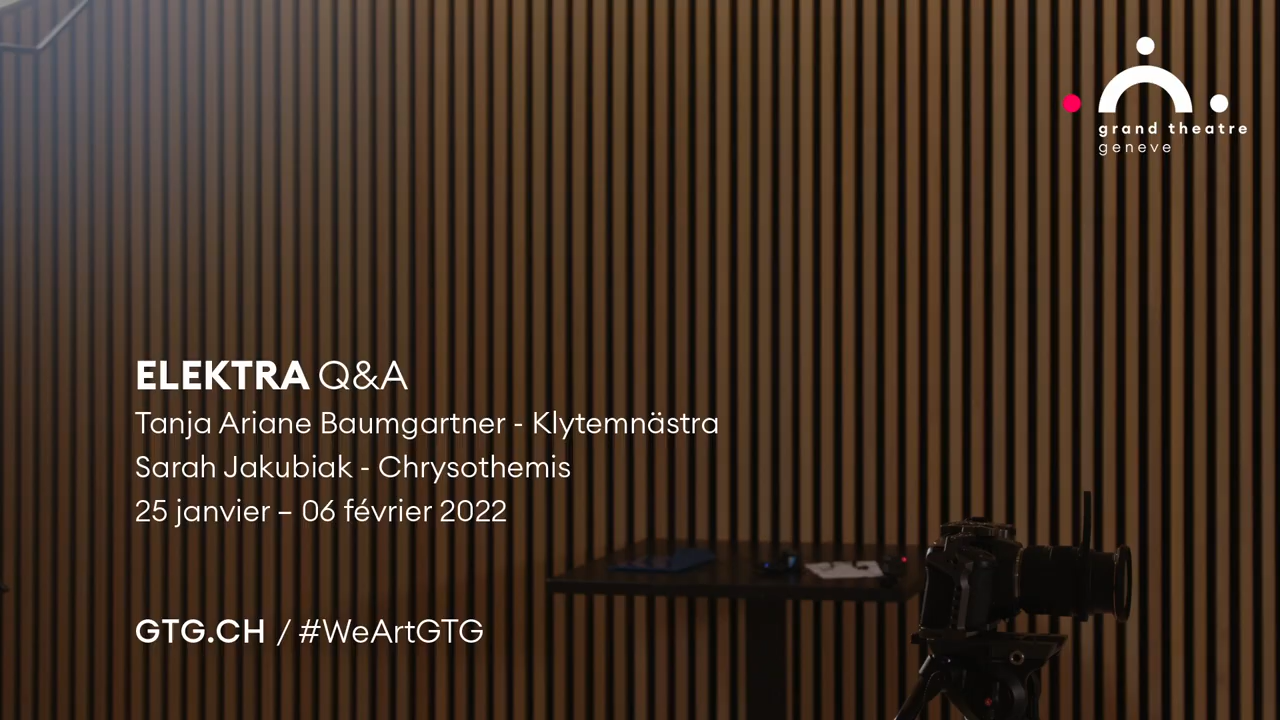 grand theatre
geneve
ELEKTRA Q&A
Tanja Ariane Baumgartner - Klytemnästra
Sarah Jakubiak - Chrysothemis
25 janvier – 06 février 2022
GTG.CH / #WeArtGTG